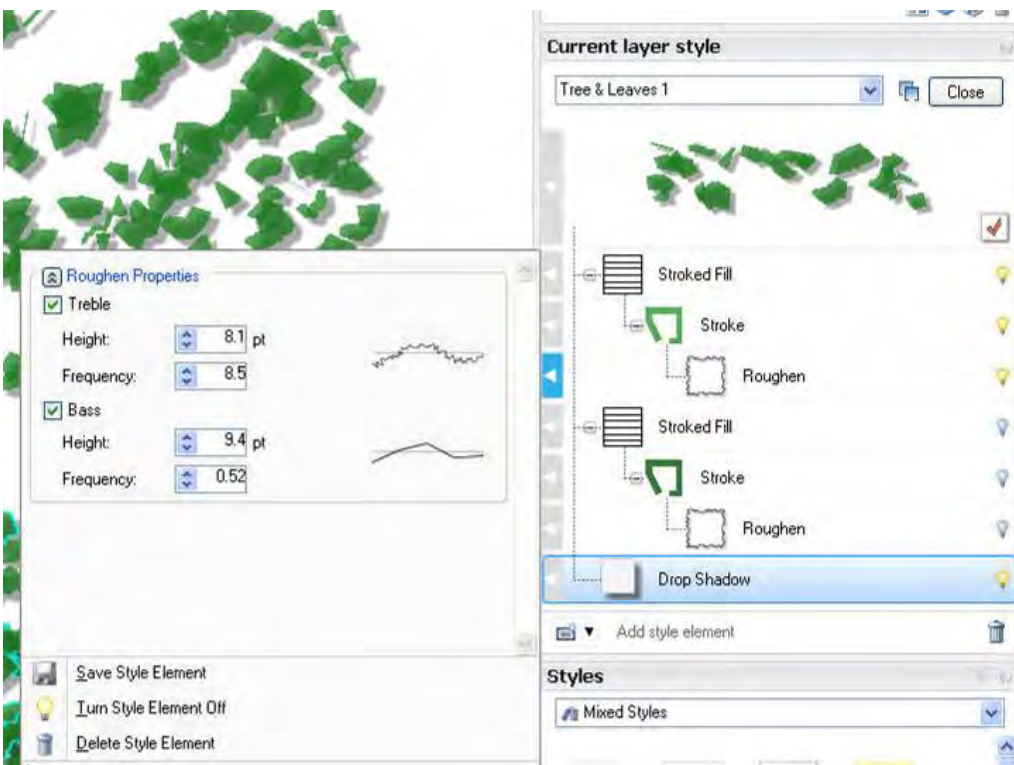 Current layer style
Tree & Leaves 1
Close
Stroked Fill
Stroke
Roughen
Stroked Fill
Stroke
Roughen
Drop Shadow
Add style element
Styles
Mixed Styles
Roughen Properties
Treble
Height: 8.1 pt
Frequency: 8.5
Bass
Height: 9.4 pt
Frequency: 0.52
Save Style Element
Turn Style Element Off
Delete Style Element